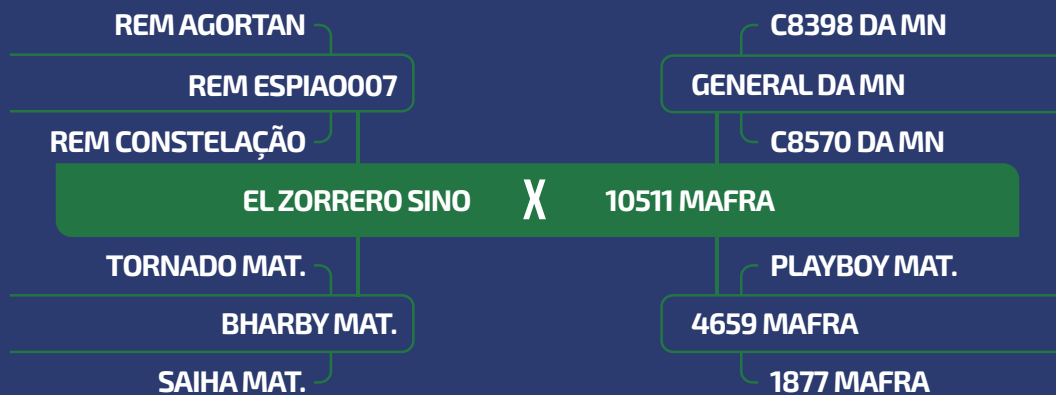 REM AGORTAN
C8398 DA MN
REM ESPIAO007
GENERAL DA MN
REM CONSTELAÇÃO
C8570 DA MN
EL ZORRERO SINO X 10511 MAFRA
TORNADO MAT.
PLAYBOY MAT.
BHARBY MAT.
4659 MAFRA
SAIHA MAT.
1877 MAFRA